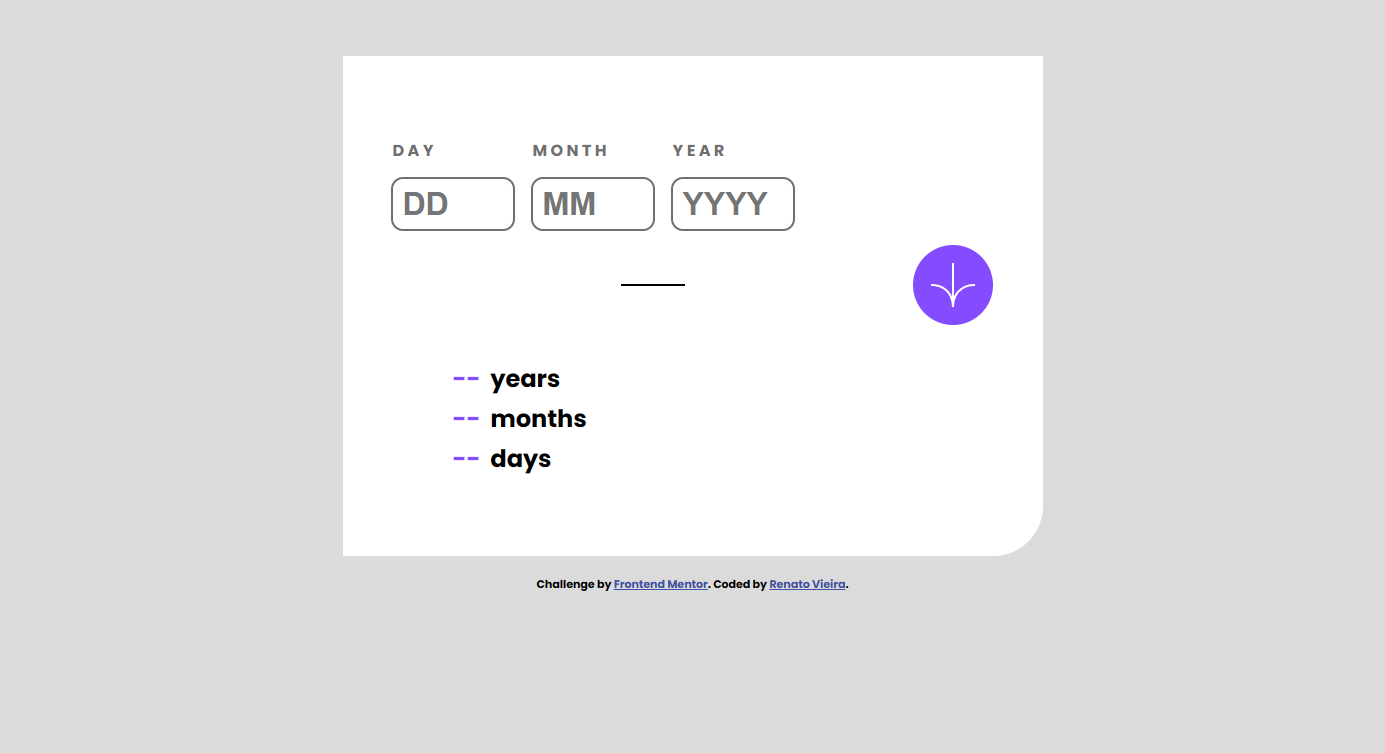 DAY MONTH YEAR
DD MM YYYY
-- years
-- months
-- days
Challenge by Frontend Mentor. Coded by Renato Vieira.